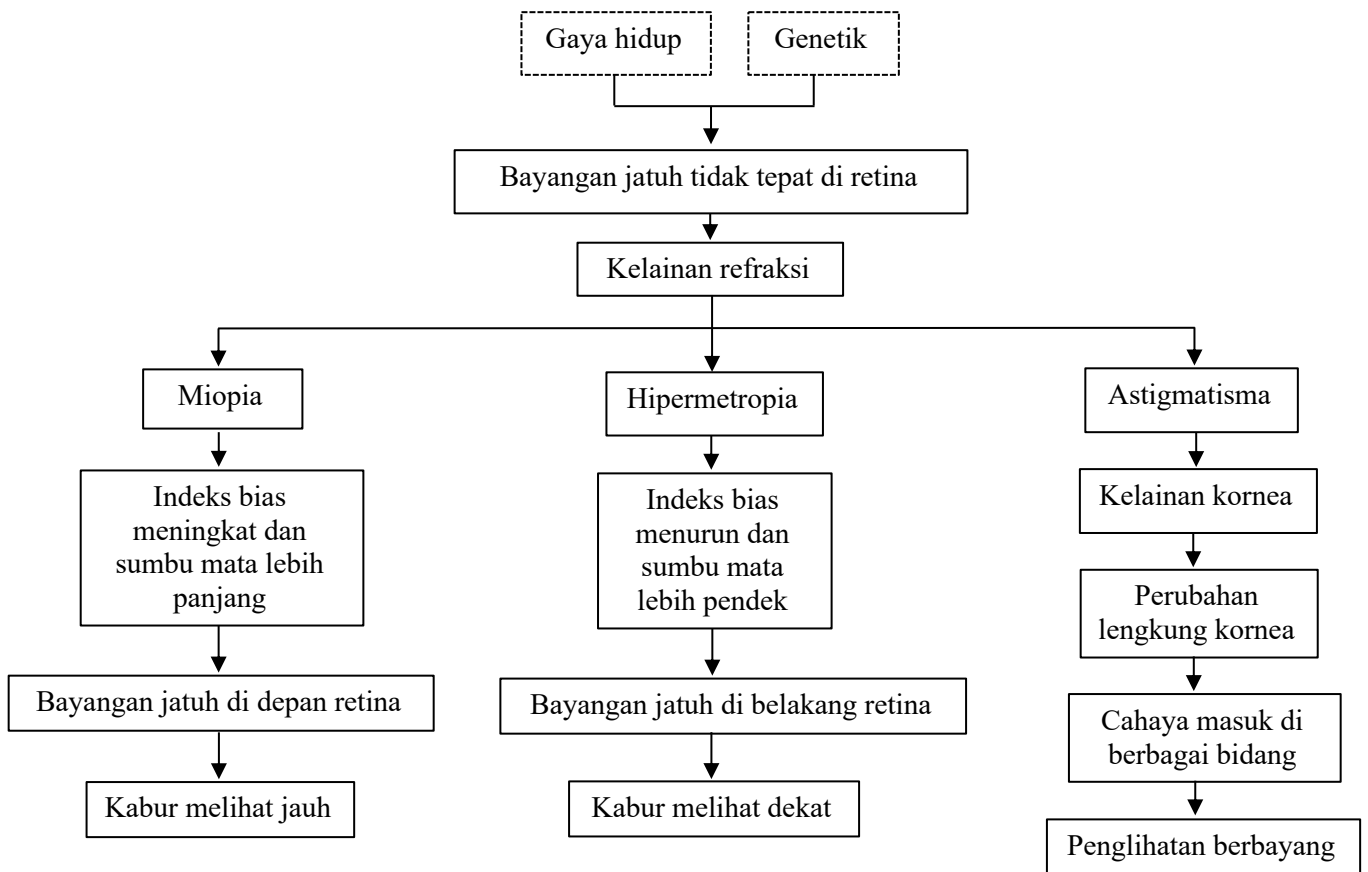 Gaya hidup
Genetik
Bayangan jatuh tidak tepat di retina
Kelainan refraksi
Miopia
Hipermetropia
Astigmatisma
Indeks bias
meningkat dan
sumbu mata lebih
panjang
Indeks bias
menurun dan
sumbu mata
lebih pendek
Kelainan kornea
Perubahan
lengkung kornea
Bayangan jatuh di depan retina
Bayangan jatuh di belakang retina
Cahaya masuk di
berbagai bidang
Kabur melihat jauh
Kabur melihat dekat
Penglihatan berbayang